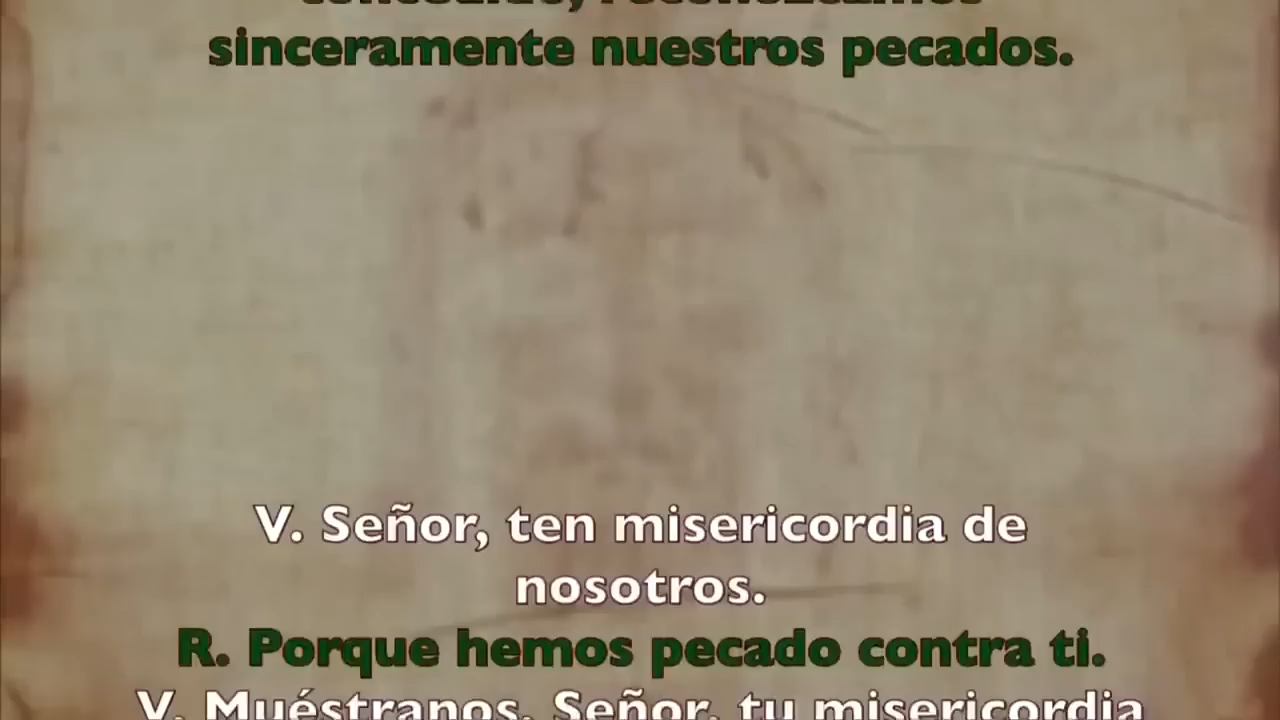 sinceramente nuestros pecados.
V. Señor, ten misericordia de
nosotros.
R. Porque hemos pecado contra ti.
V. Muéstranos, Señor, tu misericordia